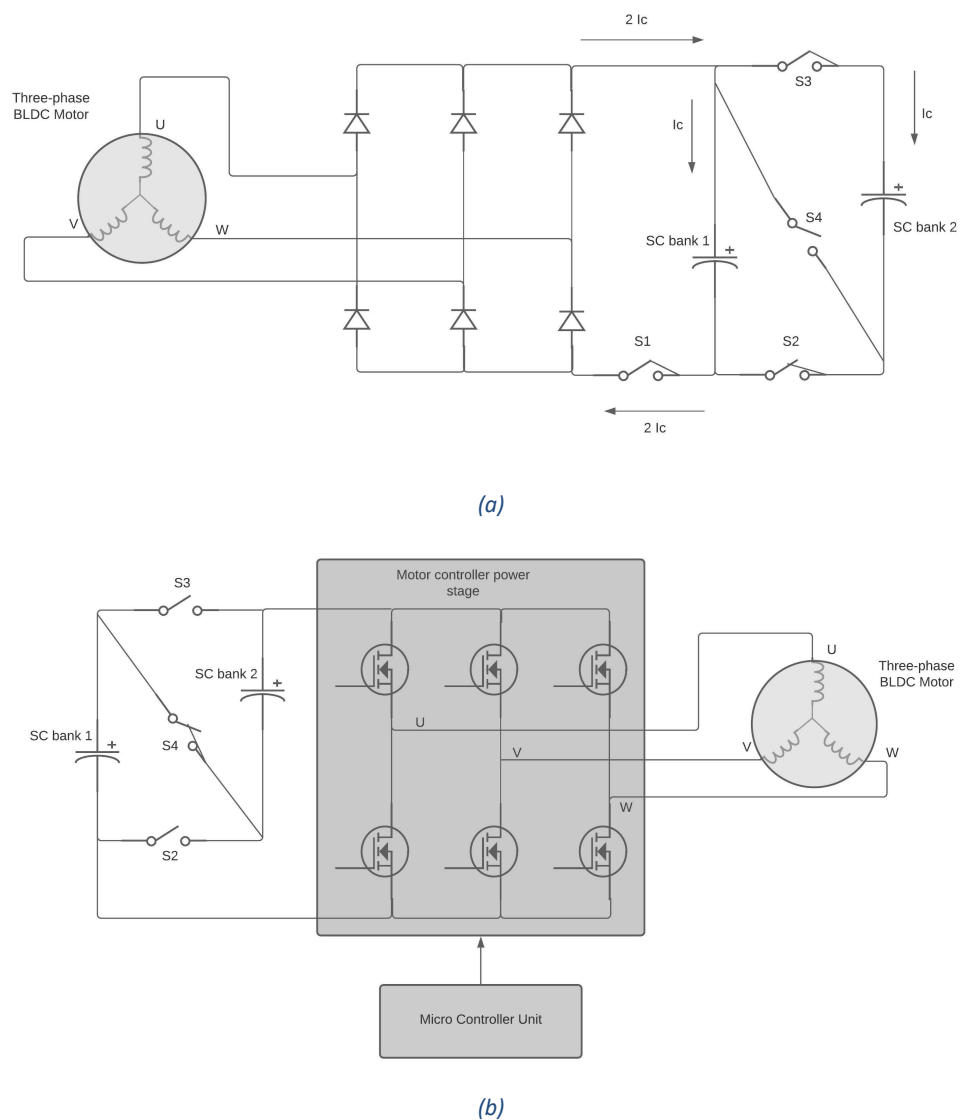 2 Ic
S3
Three-phase
BLDC Motor
U
Ic
Ic
+
V
W
S4
SC bank 1
+
SC bank 2
S1
S2
2 Ic
(a)
Motor controller power
stage
S3
SC bank 2
+
U
Three-phase
BLDC Motor
SC bank 1
+
S4
U
V
V
W
W
S2
Micro Controller Unit
(b)